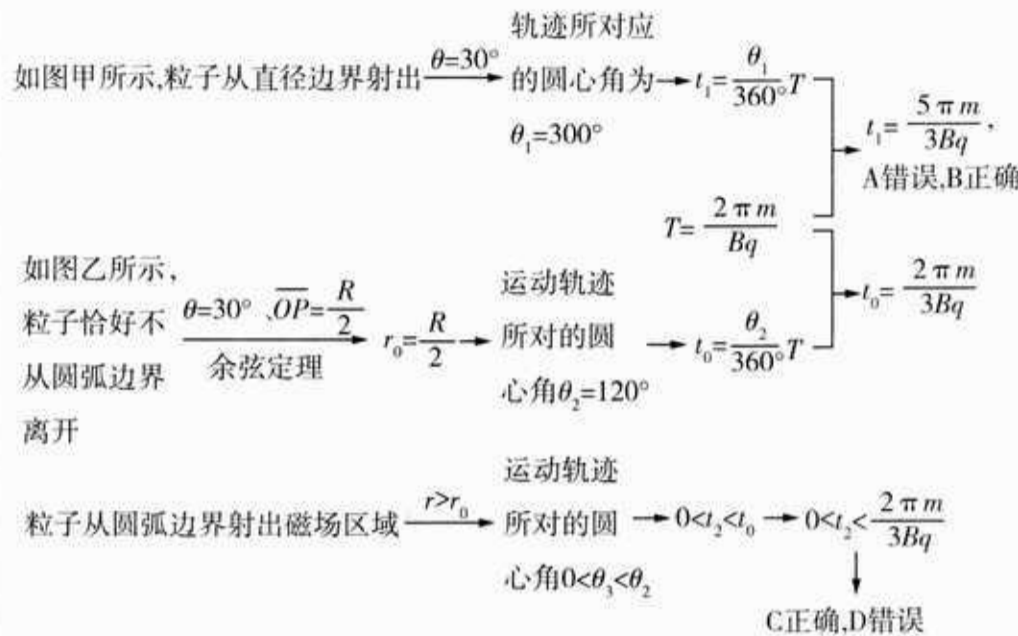 如图甲所示,粒子从直径边界射出
θ=30°
轨迹所对应
的圆心角为
θ₁=300°
t₁=θ₁/360°T
t₁=5πm/3Bq,
A错误,B正确
T=2πm/Bq
如图乙所示,
粒子恰好不
从圆弧边界
离开
θ=30°、OP̅=R/2
余弦定理
r₀=R/2
运动轨迹
所对的圆
心角θ₂=120°
t₀=θ₂/360°T
t₀=2πm/3Bq
粒子从圆弧边界射出磁场区域
r>r₀
运动轨迹
所对的圆
心角0<θ₃<θ₂
0<t₂<t₀
0<t₂<2πm/3Bq
C正确,D错误